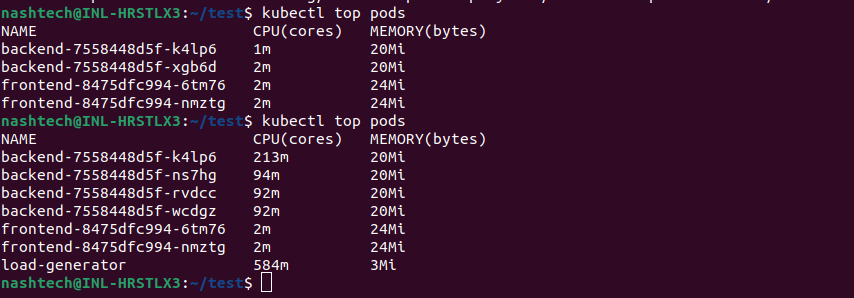 nashtech@INL-HRSTLX3:~/test$ kubectl top pods
NAME CPU(cores) MEMORY(bytes)
backend-7558448d5f-k4lp6 1m 20Mi
backend-7558448d5f-xgb6d 2m 20Mi
frontend-8475dfc994-6tm76 2m 24Mi
frontend-8475dfc994-nmztg 2m 24Mi
nashtech@INL-HRSTLX3:~/test$ kubectl top pods
NAME CPU(cores) MEMORY(bytes)
backend-7558448d5f-k4lp6 213m 20Mi
backend-7558448d5f-ns7hg 94m 20Mi
backend-7558448d5f-rvdcc 92m 20Mi
backend-7558448d5f-wcdgz 92m 20Mi
frontend-8475dfc994-6tm76 2m 24Mi
frontend-8475dfc994-nmztg 2m 24Mi
load-generator 584m 3Mi
nashtech@INL-HRSTLX3:~/test$